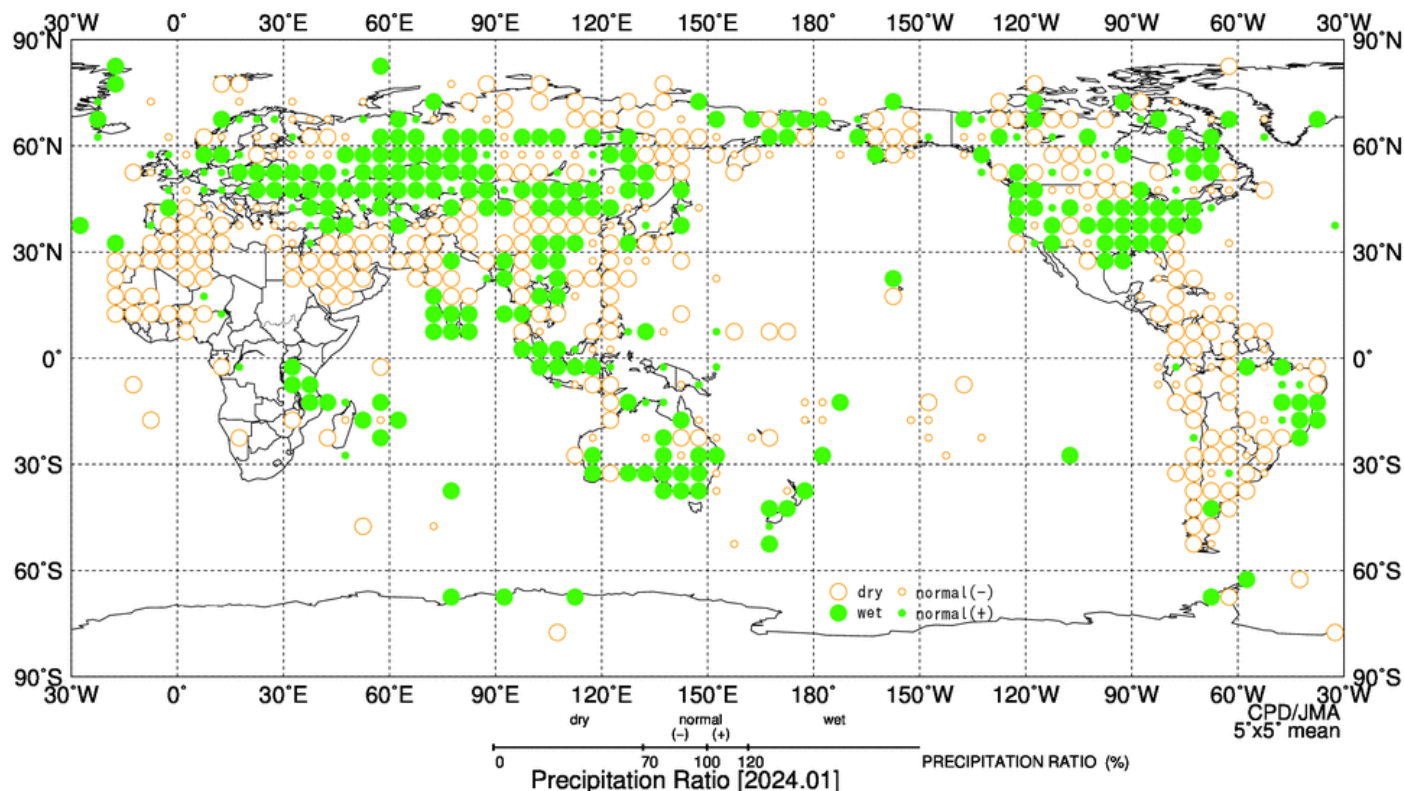 30°W 0° 30°E 60°E 90°E 120°E 150°E 180° 150°W 120°W 90°W 60°W 30°W
90°N 90°N
60°N 60°N
30°N 30°N
0° 0°
30°S 30°S
60°S 60°S
dry normal(-)
wet normal(+)
90°S 90°S
30°W 0° 30°E 60°E 90°E 120°E 150°E 180° 150°W 120°W 90°W 60°W 30°W
CPD/JMA
5°x5° mean
dry normal wet
(-) (+)
0 70 100 120 PRECIPITATION RATIO (%)
Precipitation Ratio [2024.01]